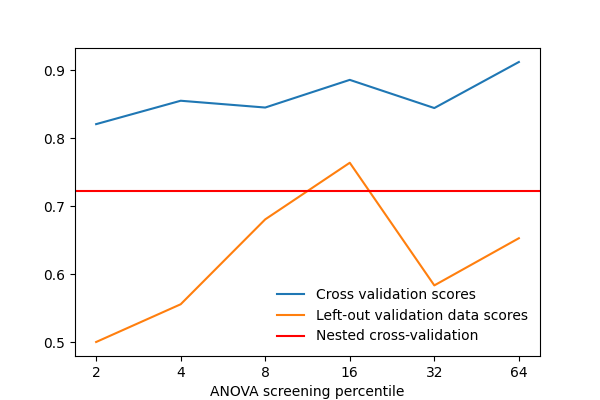 0.9
0.8
0.7
0.6
0.5
Cross validation scores
Left-out validation data scores
Nested cross-validation
2 4 8 16 32 64
ANOVA screening percentile